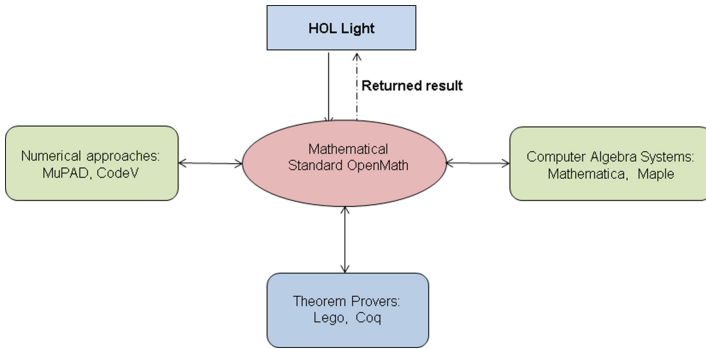 HOL Light
Returned result
Mathematical
Standard OpenMath
Numerical approaches:
MuPAD, CodeV
Computer Algebra Systems:
Mathematica, Maple
Theorem Provers:
Lego, Coq